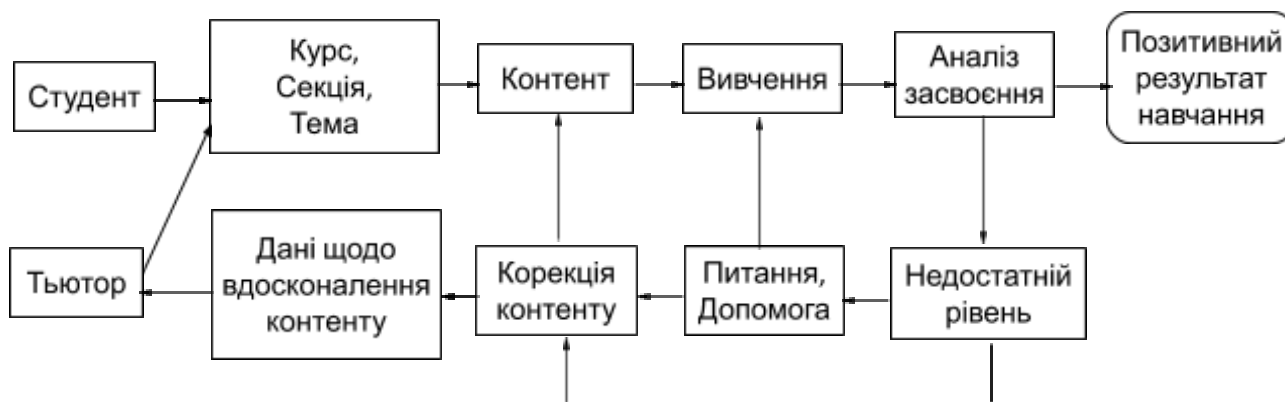 Студент
Курс,
Секція,
Тема
Контент
Вивчення
Аналіз
засвоєння
Позитивний
результат
навчання
Тьютор
Дані щодо
вдосконалення
контенту
Корекція
контенту
Питання,
Допомога
Недостатній
рівень